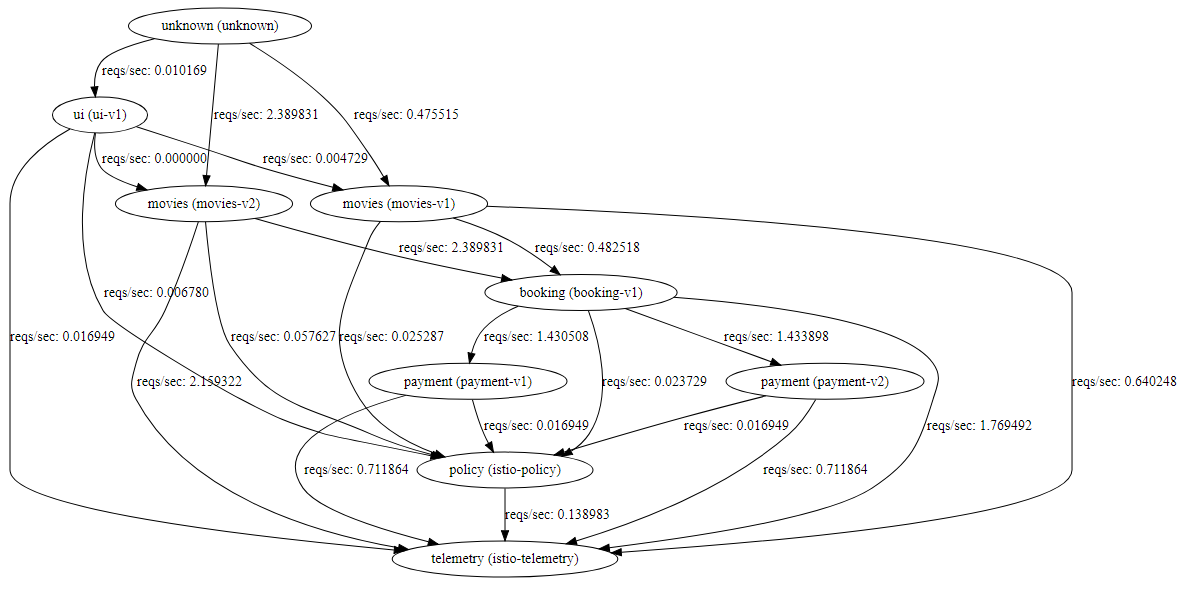 unknown (unknown)
reqs/sec: 0.010169
reqs/sec: 2.389831
reqs/sec: 0.475515
ui (ui-v1)
reqs/sec: 0.000000
reqs/sec: 0.004729
movies (movies-v2)
movies (movies-v1)
reqs/sec: 2.389831
reqs/sec: 0.482518
reqs/sec: 0.006780
booking (booking-v1)
reqs/sec: 0.016949
reqs/sec: 0.057627
reqs/sec: 0.025287
reqs/sec: 1.430508
reqs/sec: 1.433898
reqs/sec: 2.159322
payment (payment-v1)
reqs/sec: 0.023729
payment (payment-v2)
reqs/sec: 0.640248
reqs/sec: 0.016949
reqs/sec: 0.016949
reqs/sec: 1.769492
reqs/sec: 0.711864
policy (istio-policy)
reqs/sec: 0.711864
reqs/sec: 0.138983
telemetry (istio-telemetry)